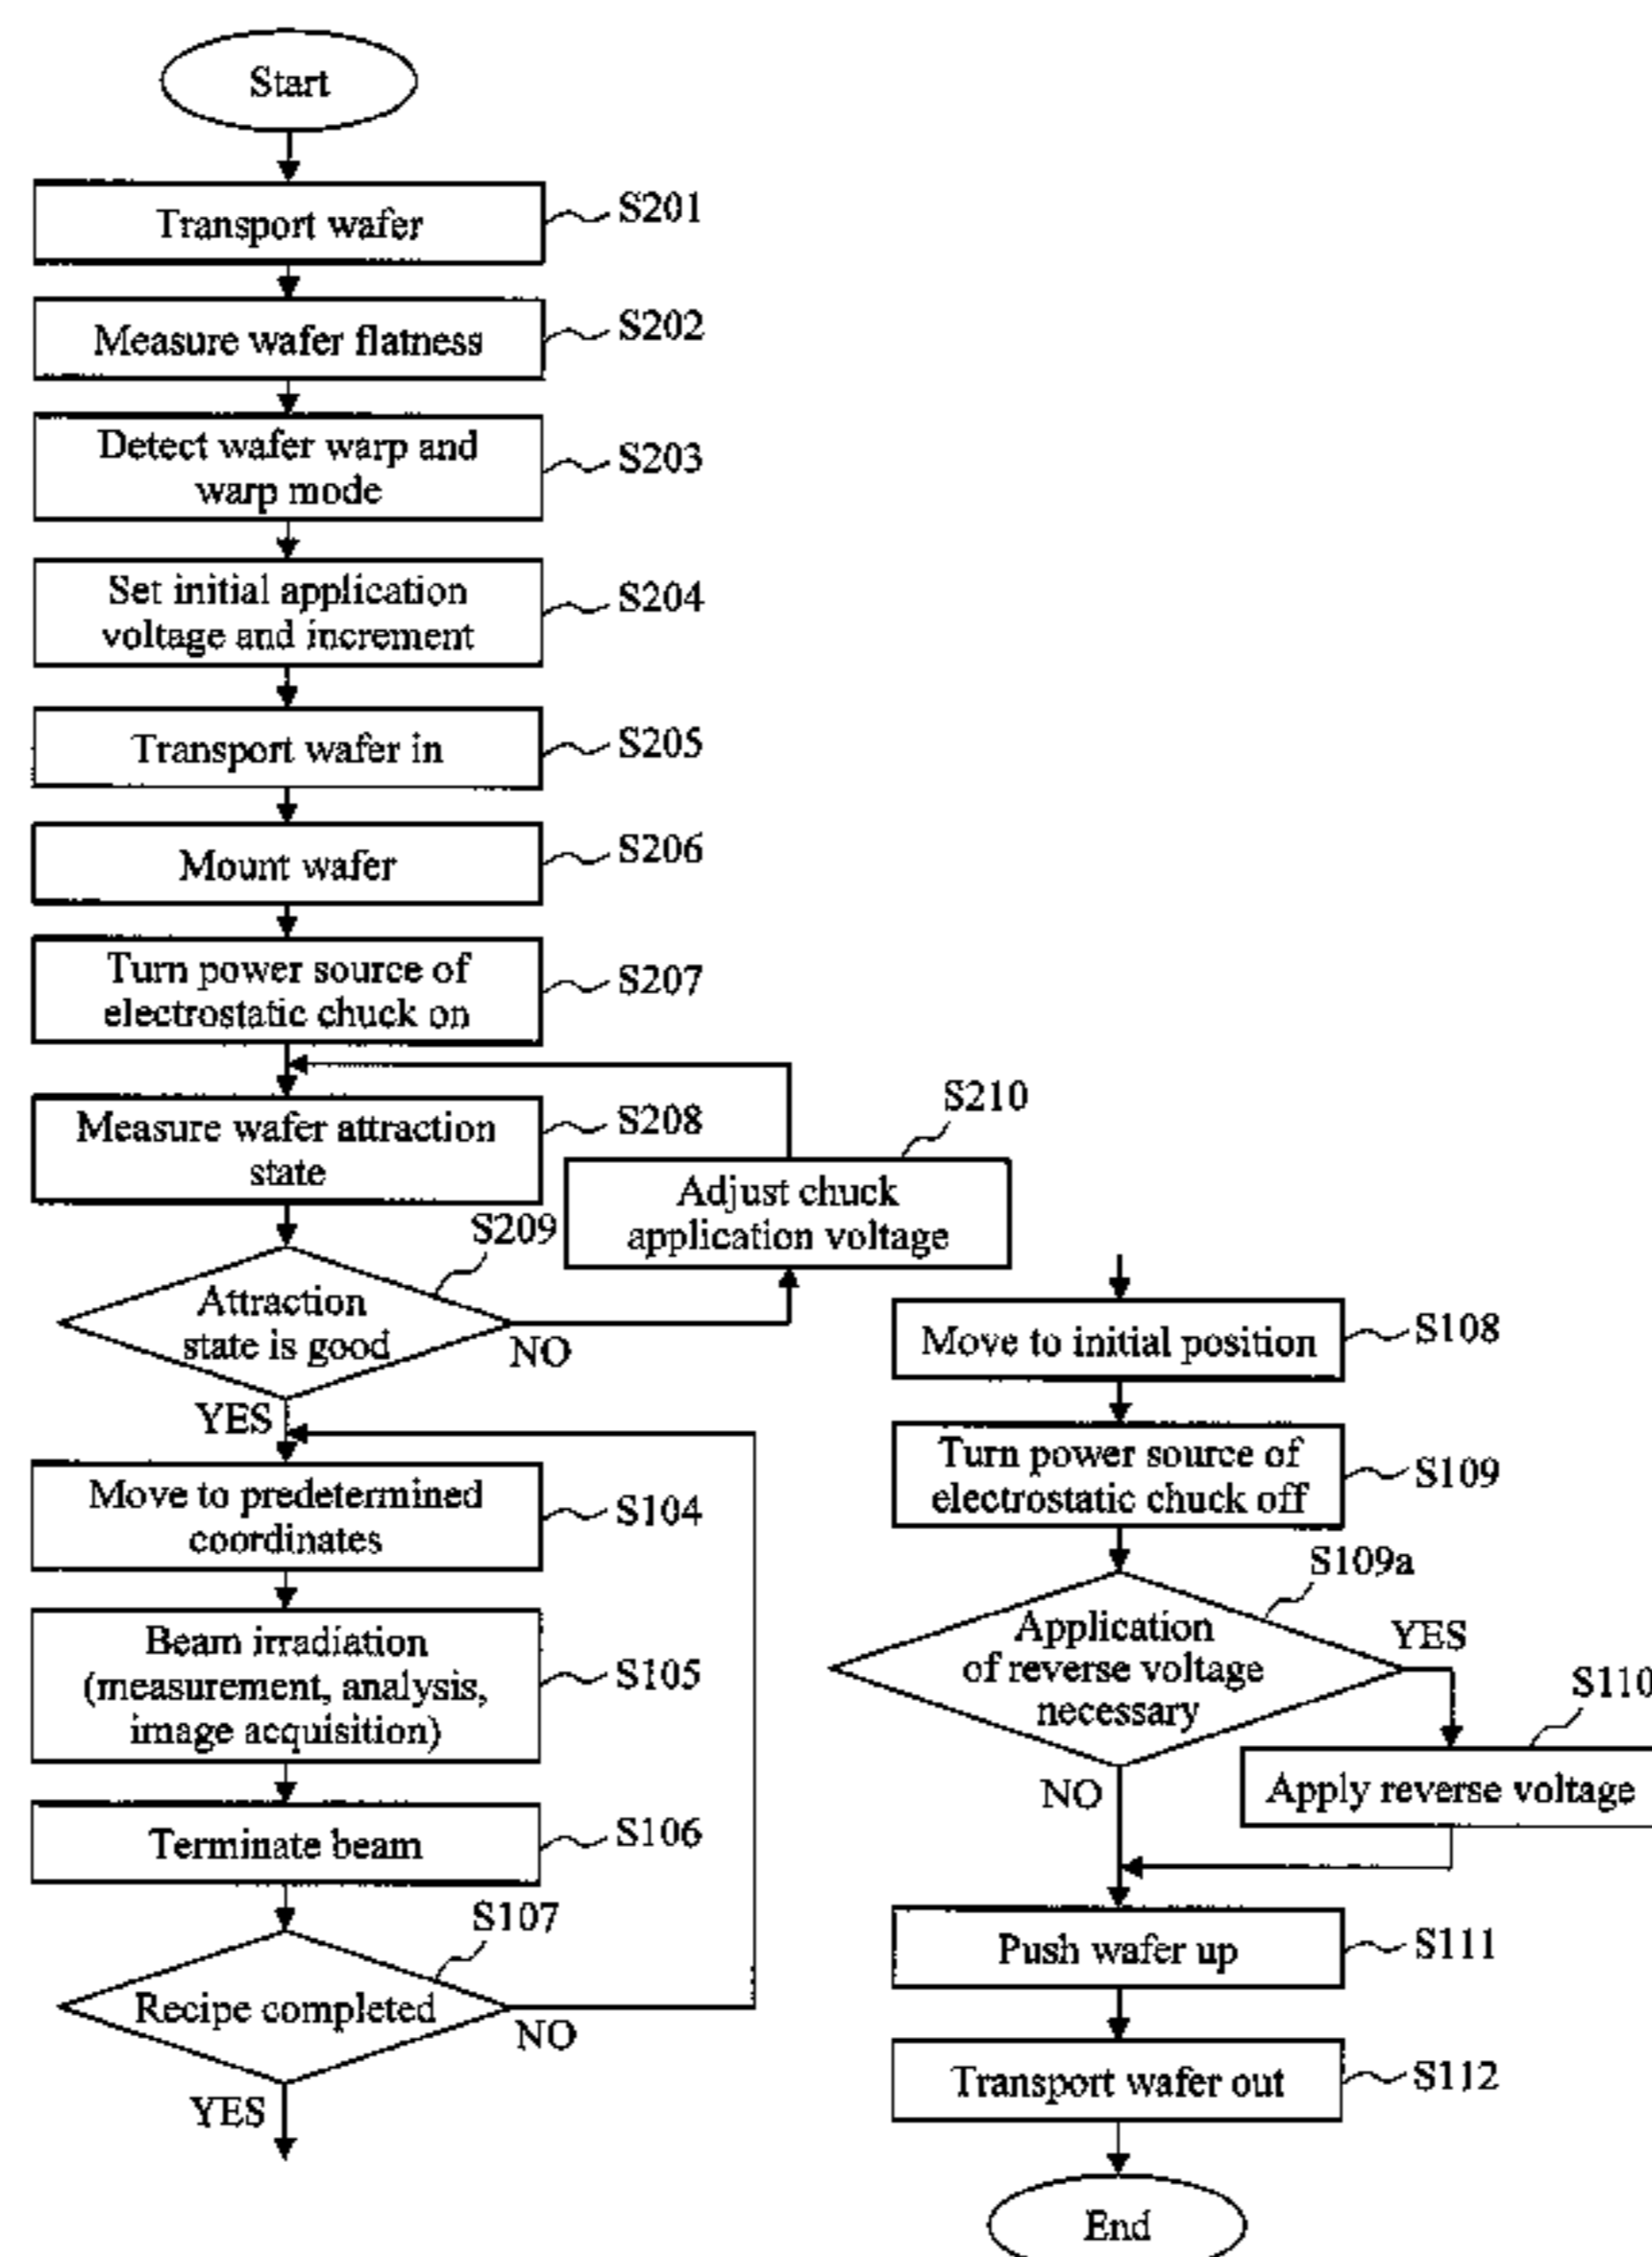 Start
Transport wafer
S201
Measure wafer flatness
S202
Detect wafer warp and
warp mode
S203
Set initial application
voltage and increment
S204
Transport wafer in
S205
Mount wafer
S206
Turn power source of
electrostatic chuck on
S207
Measure wafer attraction
state
S208
S209
Attraction
state is good
NO
YES
S210
Adjust chuck
application voltage
Move to predetermined
coordinates
S104
Beam irradiation
(measurement, analysis,
image acquisition)
S105
Terminate beam
S106
S107
Recipe completed
NO
YES
Move to initial position
S108
Turn power source of
electrostatic chuck off
S109
S109a
Application
of reverse voltage
necessary
YES
NO
S110
Apply reverse voltage
Push wafer up
S111
Transport wafer out
S112
End